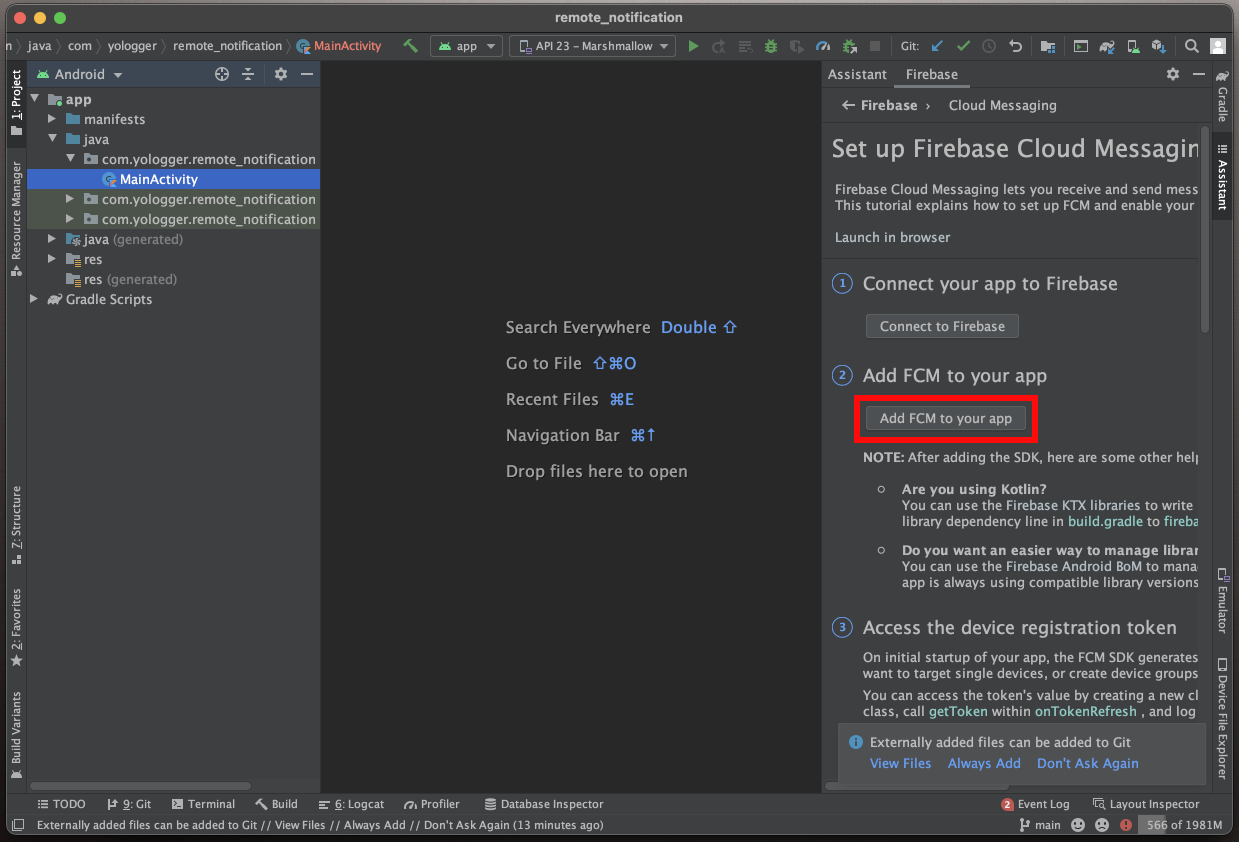 remote_notification
java com yologger remote_notification MainActivity app API 23 – Marshmallow Git:
1: Project
Resource Manager
Z: Structure
2: Favorites
Build Variants
Android
app
manifests
java
com.yologger.remote_notification
MainActivity
com.yologger.remote_notification
com.yologger.remote_notification
java (generated)
res
res (generated)
Gradle Scripts
Search Everywhere Double ⇧
Go to File ⇧⌘O
Recent Files ⌘E
Navigation Bar ⌘↑
Drop files here to open
Assistant Firebase
← Firebase › Cloud Messaging
Set up Firebase Cloud Messagin
Firebase Cloud Messaging lets you receive and send mess
This tutorial explains how to set up FCM and enable your
Launch in browser
1 Connect your app to Firebase
Connect to Firebase
2 Add FCM to your app
Add FCM to your app
NOTE: After adding the SDK, here are some other help
Are you using Kotlin?
You can use the Firebase KTX libraries to write
library dependency line in build.gradle to fireba
Do you want an easier way to manage librar
You can use the Firebase Android BoM to mana
app is always using compatible library versions
3 Access the device registration token
On initial startup of your app, the FCM SDK generates
want to target single devices, or create device groups
You can access the token's value by creating a new cl
class, call getToken within onTokenRefresh , and log
Externally added files can be added to Git
View Files Always Add Don't Ask Again
Gradle
Assistant
Emulator
Device File Explorer
TODO 9: Git Terminal Build 6: Logcat Profiler Database Inspector 2 Event Log Layout Inspector
Externally added files can be added to Git // View Files // Always Add // Don't Ask Again (13 minutes ago) main 566 of 1981M